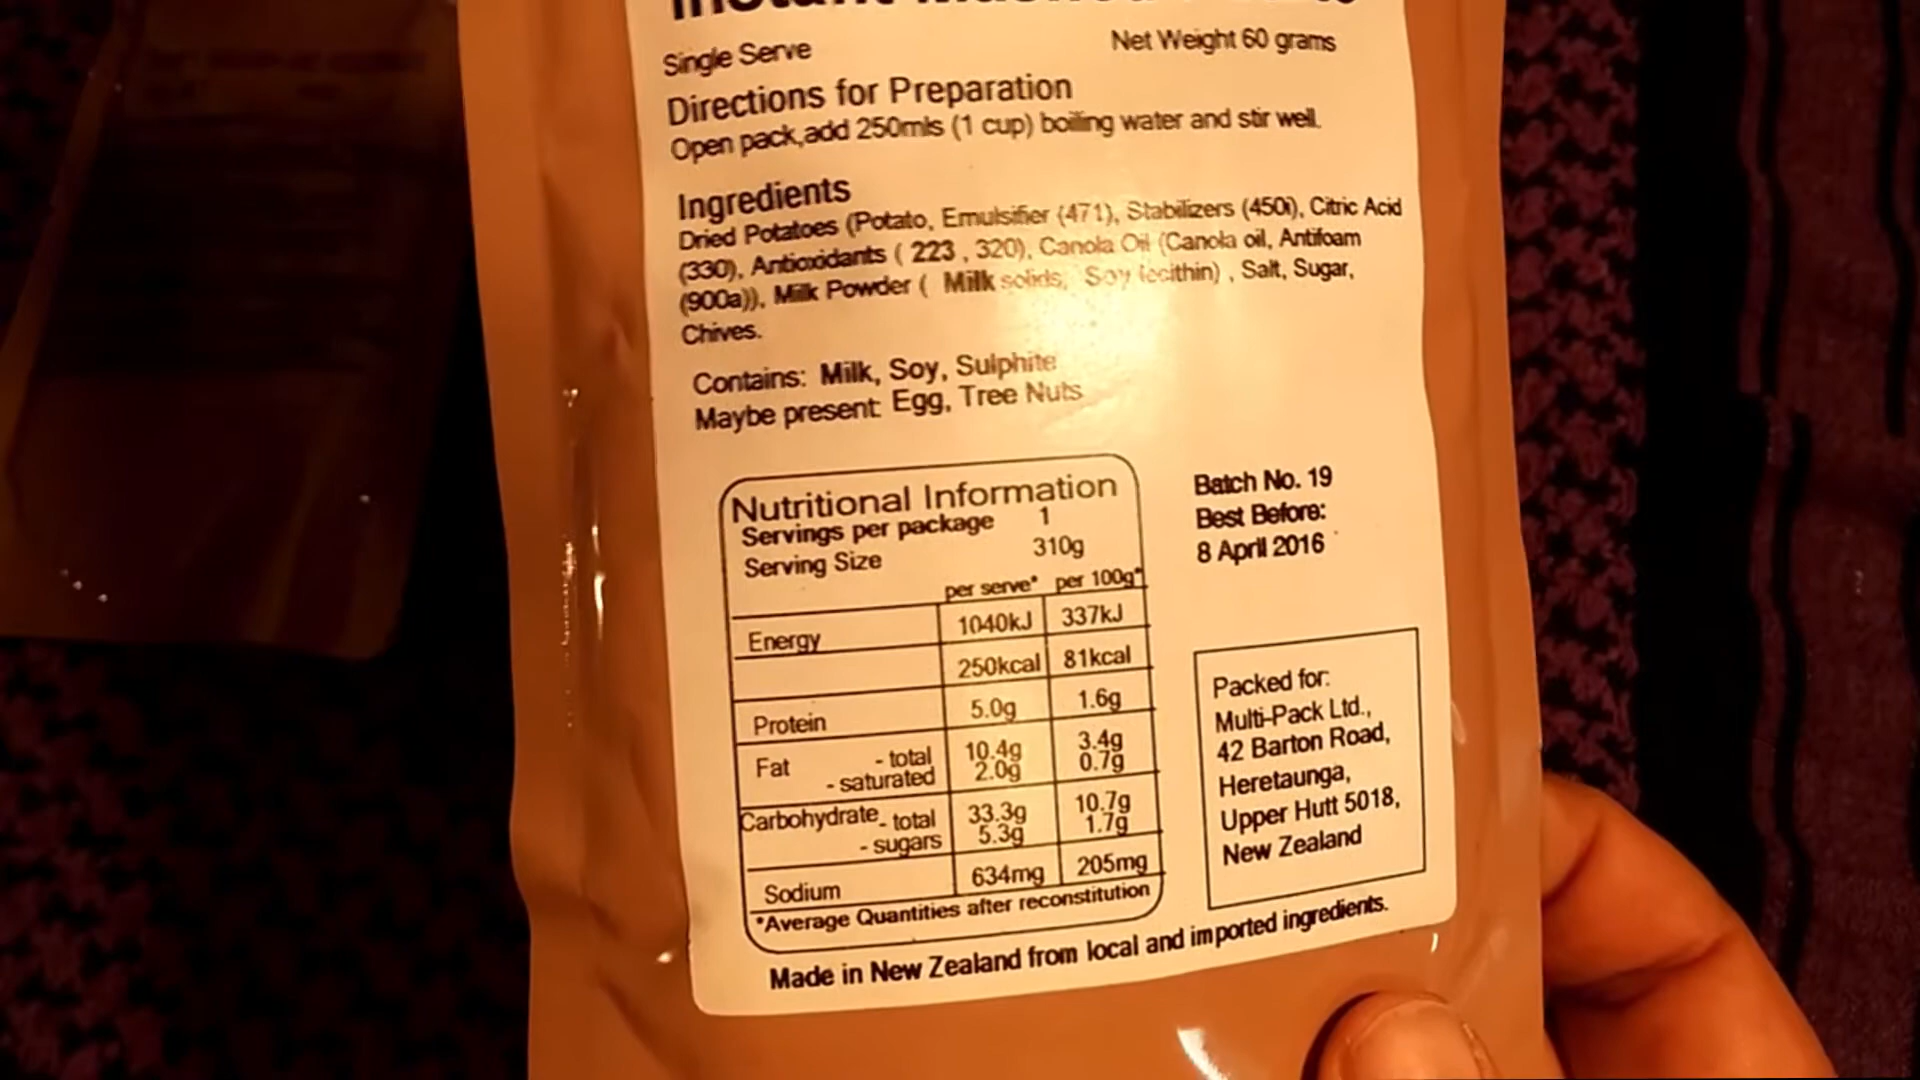 Instant Mashed
Single Serve
Net Weight 60 grams
Directions for Preparation
Open pack,add 250mls (1 cup) boiling water and stir well.
Ingredients
Dried Potatoes (Potato, Emulsifier (471), Stabilizers (450i), Citric Acid
(330), Antioxidants ( 223 , 320), Canola Oil (Canola oil, Antifoam
(900a)), Milk Powder ( Milk solids, Soy lecithin) , Salt, Sugar,
Chives.
Contains: Milk, Soy, Sulphite
Maybe present: Egg, Tree Nuts
Nutritional Information
Servings per package 1
Serving Size 310g
per serve* per 100g*
Energy 1040kJ 337kJ
250kcal 81kcal
Protein 5.0g 1.6g
Fat - total 10.4g 3.4g
- saturated 2.0g 0.7g
Carbohydrate - total 33.3g 10.7g
- sugars 5.3g 1.7g
Sodium 634mg 205mg
*Average Quantities after reconstitution
Batch No. 19
Best Before:
8 April 2016
Packed for:
Multi-Pack Ltd.,
42 Barton Road,
Heretaunga,
Upper Hutt 5018,
New Zealand
Made in New Zealand from local and imported ingredients.